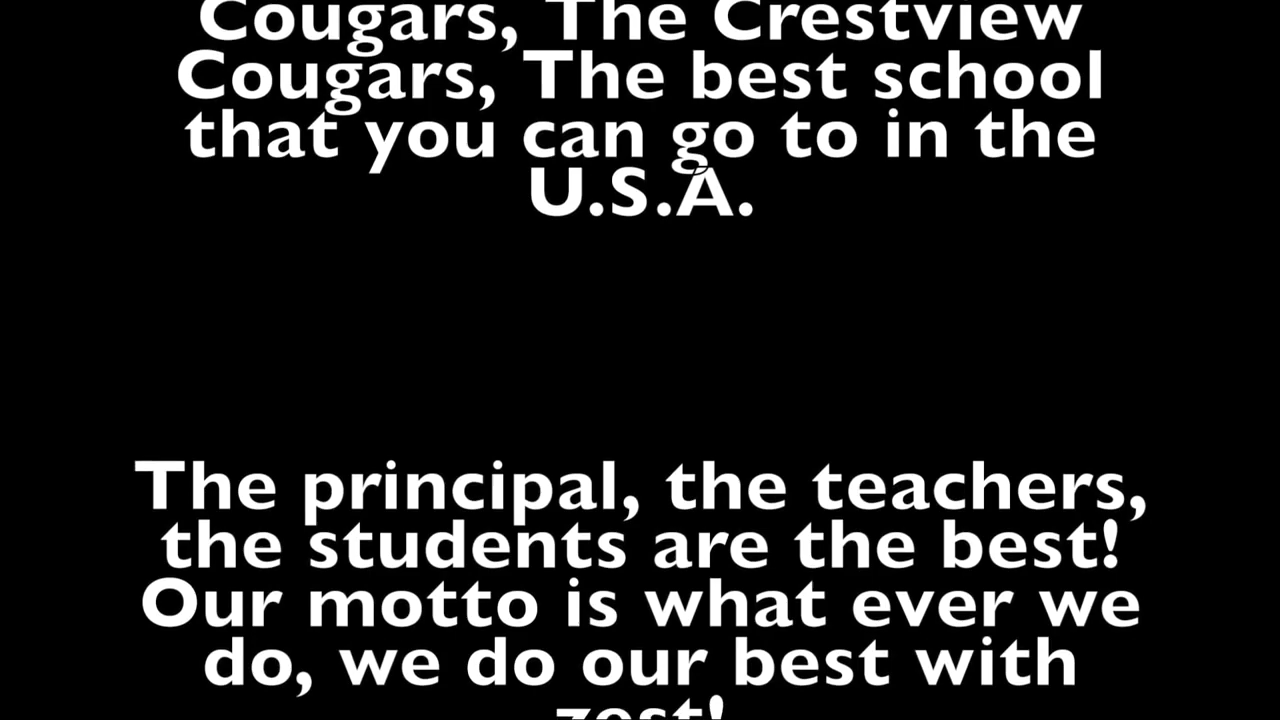 Cougars, The Crestview
Cougars, The best school
that you can go to in the
U.S.A.
The principal, the teachers,
the students are the best!
Our motto is what ever we
do, we do our best with
zest!